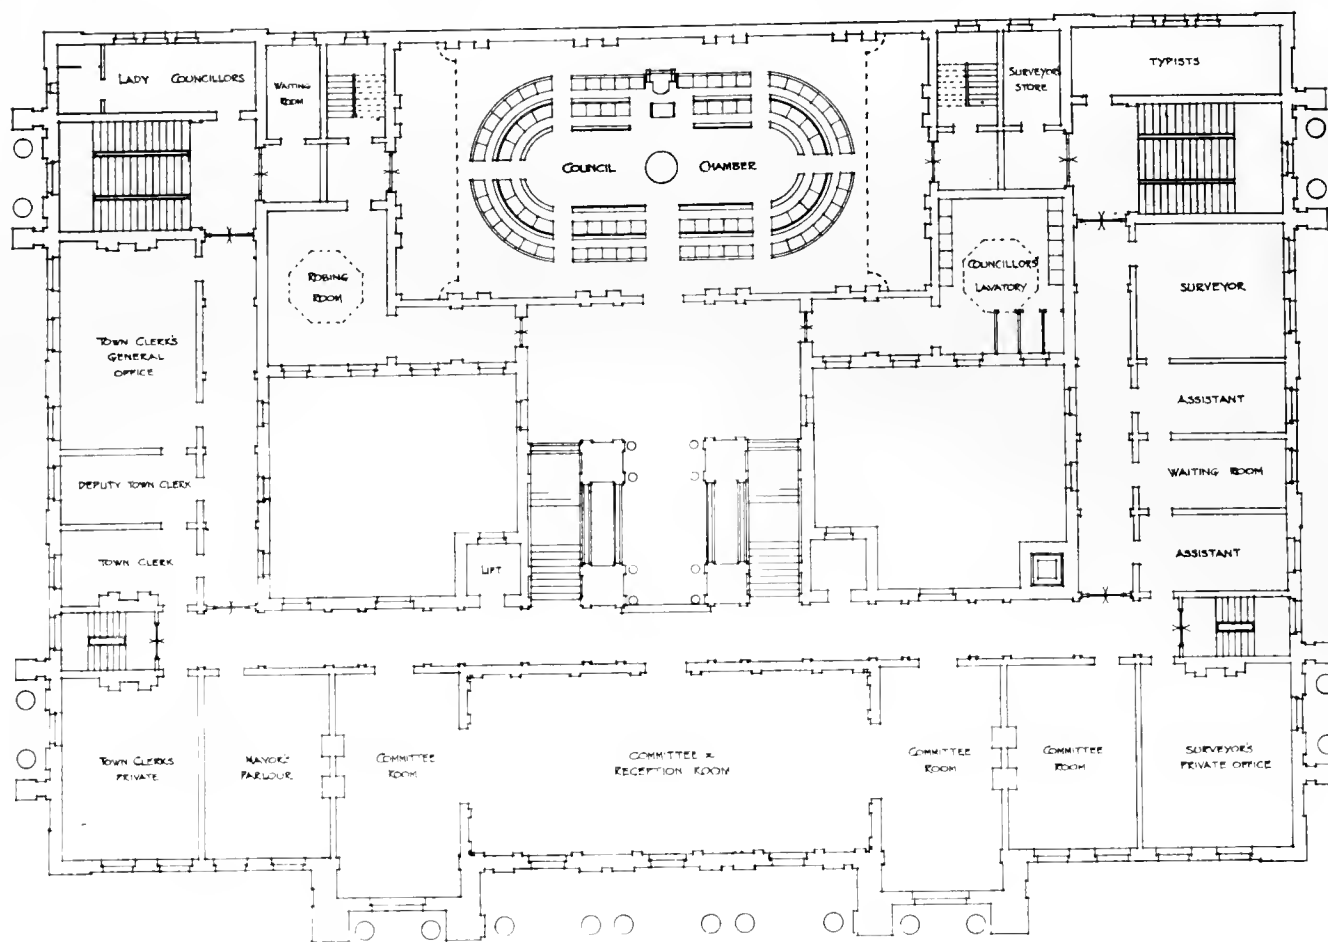 LADY COUNCILLORS
WAITING
ROOM
SURVEYORS
STORE
TYPISTS
COUNCIL CHAMBER
ROBING
ROOM
COUNCILLORS'
LAVATORY
SURVEYOR
TOWN CLERK'S
GENERAL
OFFICE
ASSISTANT
DEPUTY TOWN CLERK
WAITING ROOM
TOWN CLERK
LIFT
ASSISTANT
TOWN CLERKS
PRIVATE
MAYOR'S
PARLOUR
COMMITTEE
ROOM
COMMITTEE &
RECEPTION ROOM
COMMITTEE
ROOM
COMMITTEE
ROOM
SURVEYOR'S
PRIVATE OFFICE